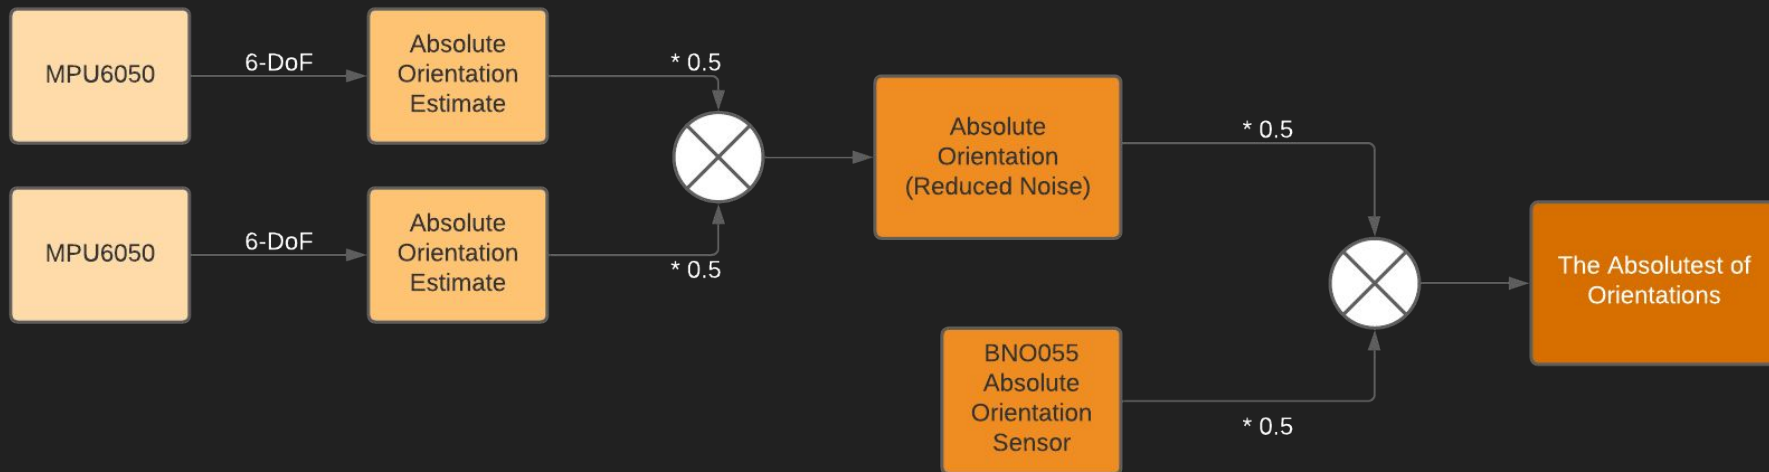 MPU6050
6-DoF
Absolute
Orientation
Estimate
* 0.5
MPU6050
6-DoF
Absolute
Orientation
Estimate
* 0.5
Absolute
Orientation
(Reduced Noise)
* 0.5
BNO055
Absolute
Orientation
Sensor
* 0.5
The Absolutest of
Orientations